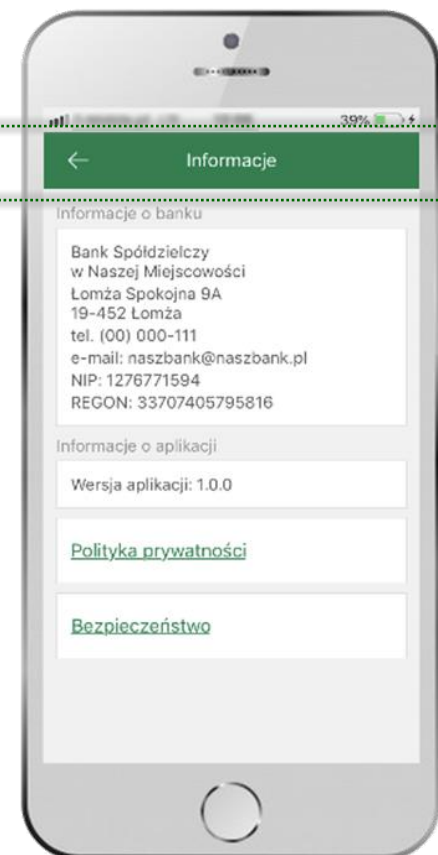 39%
Informacje
Informacje o banku
Bank Spółdzielczy
w Naszej Miejscowości
Łomża Spokojna 9A
19-452 Łomża
tel. (00) 000-111
e-mail: naszbank@naszbank.pl
NIP: 1276771594
REGON: 33707405795816
Informacje o aplikacji
Wersja aplikacji: 1.0.0
Polityka prywatności
Bezpieczeństwo